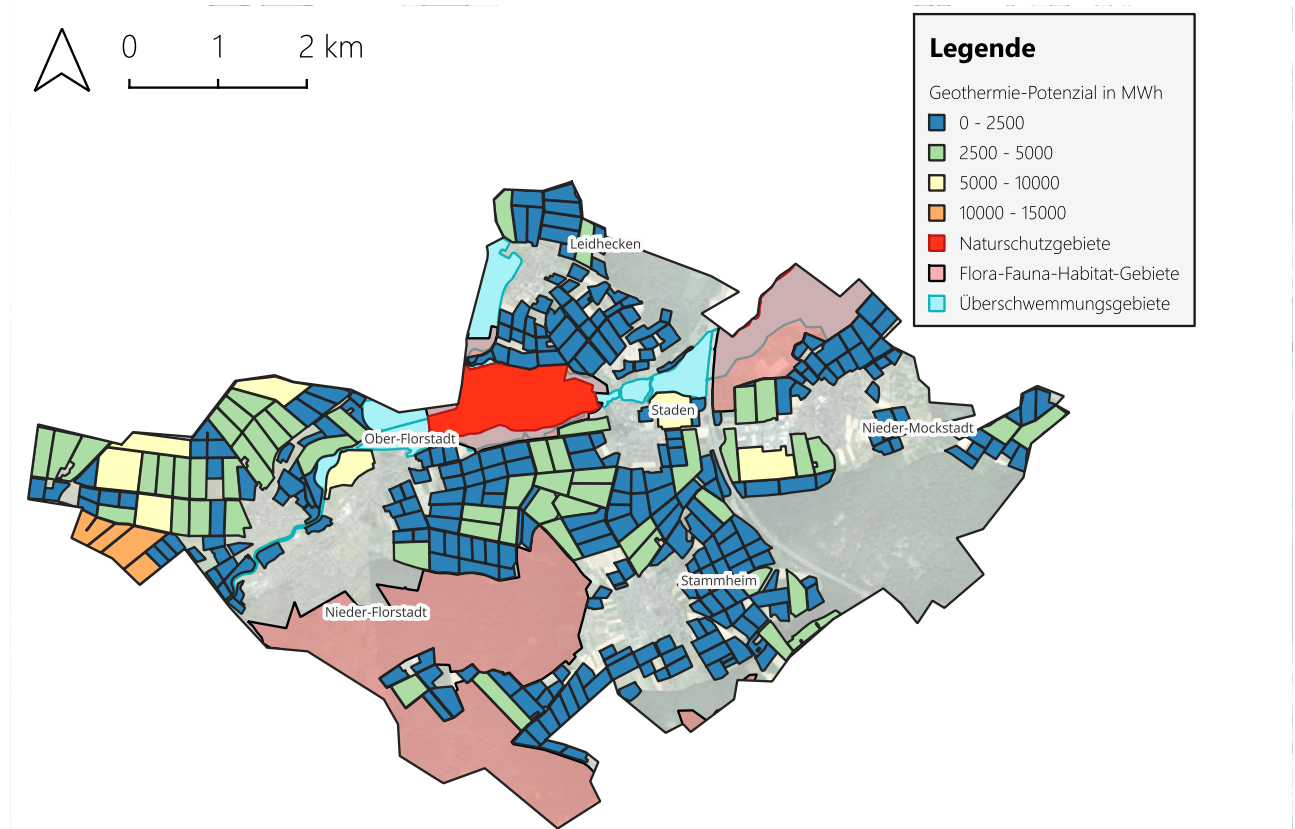 0 1 2 km
Legende
Geothermie-Potenzial in MWh
0 - 2500
2500 - 5000
5000 - 10000
10000 - 15000
Naturschutzgebiete
Flora-Fauna-Habitat-Gebiete
Überschwemmungsgebiete
Leidhecken
Staden
Nieder-Mockstadt
Ober-Florstadt
Stammheim
Nieder-Florstadt